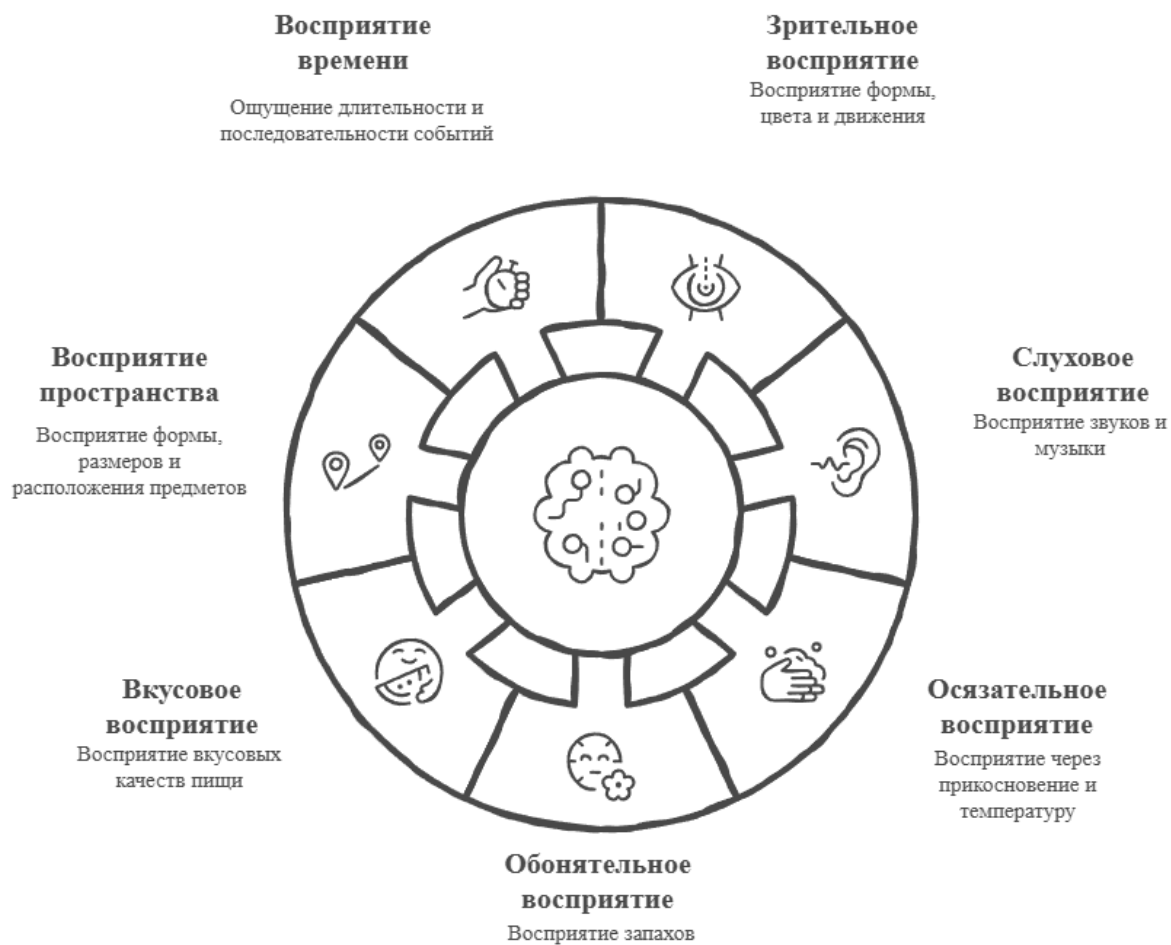 Восприятие
времени
Ощущение длительности и
последовательности событий
Зрительное
восприятие
Восприятие формы,
цвета и движения
Восприятие
пространства
Восприятие формы,
размеров и
расположения предметов
Слуховое
восприятие
Восприятие звуков и
музыки
Вкусовое
восприятие
Восприятие вкусовых
качеств пищи
Осязательное
восприятие
Восприятие через
прикосновение и
температуру
Обонятельное
восприятие
Восприятие запахов